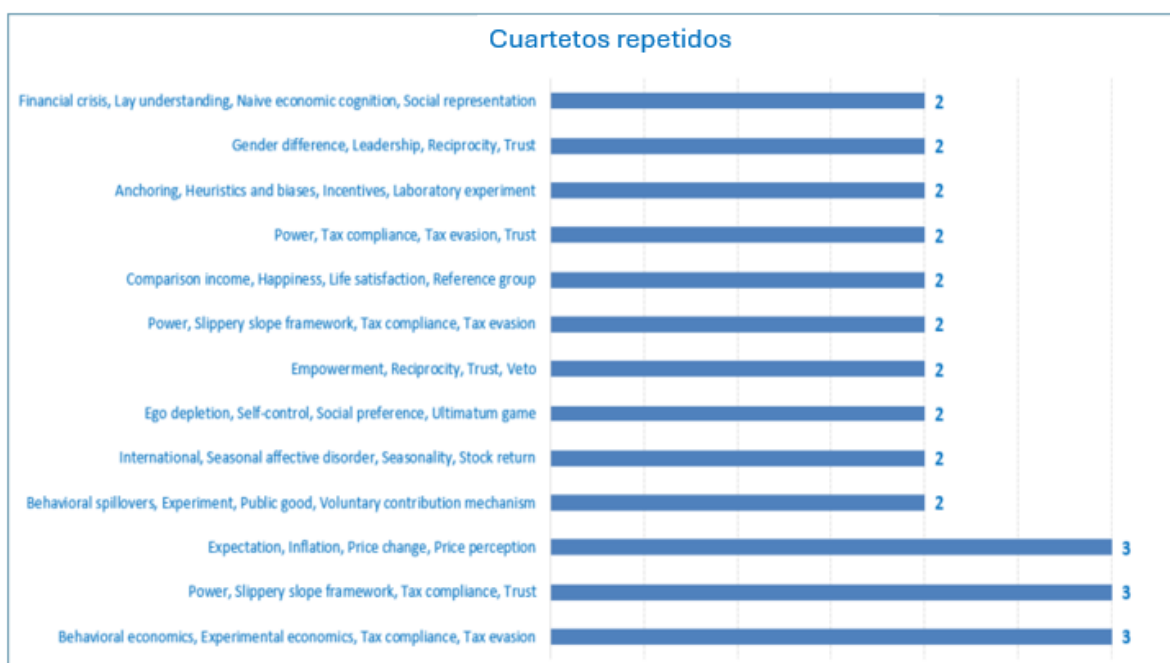 Cuartetos repetidos
Financial crisis, Lay understanding, Naive economic cognition, Social representation 2
Gender difference, Leadership, Reciprocity, Trust 2
Anchoring, Heuristics and biases, Incentives, Laboratory experiment 2
Power, Tax compliance, Tax evasion, Trust 2
Comparison income, Happiness, Life satisfaction, Reference group 2
Power, Slippery slope framework, Tax compliance, Tax evasion 2
Empowerment, Reciprocity, Trust, Veto 2
Ego depletion, Self-control, Social preference, Ultimatum game 2
International, Seasonal affective disorder, Seasonality, Stock return 2
Behavioral spillovers, Experiment, Public good, Voluntary contribution mechanism 2
Expectation, Inflation, Price change, Price perception 3
Power, Slippery slope framework, Tax compliance, Trust 3
Behavioral economics, Experimental economics, Tax compliance, Tax evasion 3